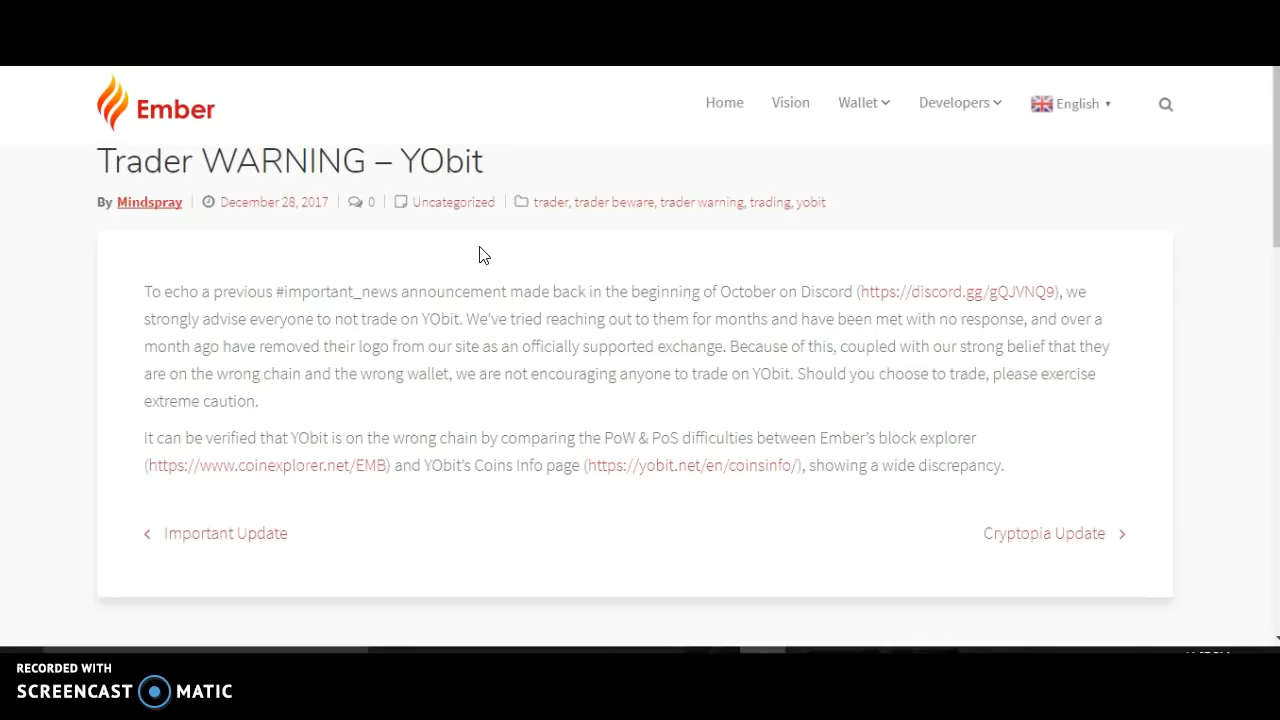 Ember
Home Vision Wallet Developers English
Trader WARNING – YObit
By Mindspray December 28, 2017 0 Uncategorized trader, trader beware, trader warning, trading, yobit
To echo a previous #important_news announcement made back in the beginning of October on Discord (https://discord.gg/gQJVNQ9), we
strongly advise everyone to not trade on YObit. We've tried reaching out to them for months and have been met with no response, and over a
month ago have removed their logo from our site as an officially supported exchange. Because of this, coupled with our strong belief that they
are on the wrong chain and the wrong wallet, we are not encouraging anyone to trade on YObit. Should you choose to trade, please exercise
extreme caution.
It can be verified that YObit is on the wrong chain by comparing the PoW & PoS difficulties between Ember's block explorer
(https://www.coinexplorer.net/EMB) and YObit's Coins Info page (https://yobit.net/en/coinsinfo/), showing a wide discrepancy.
Important Update Cryptopia Update
RECORDED WITH
SCREENCAST MATIC